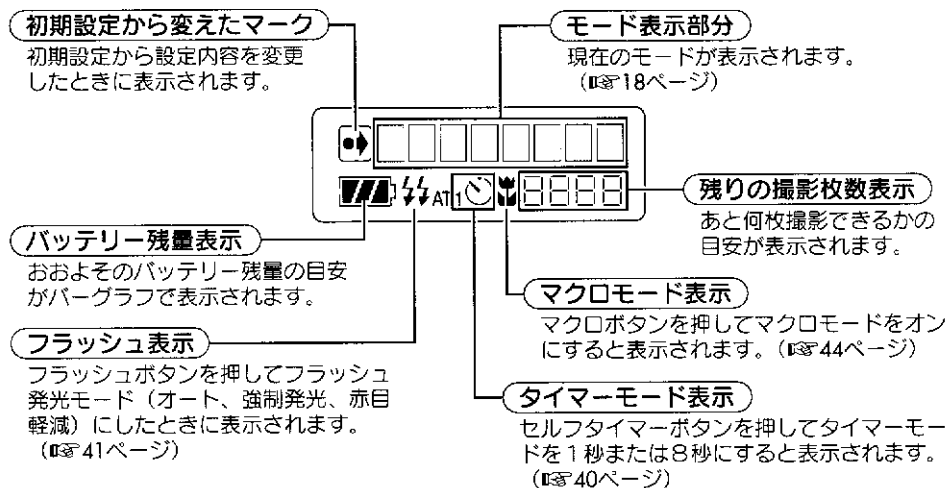 初期設定から変えたマーク
初期設定から設定内容を変更
したときに表示されます。
モード表示部分
現在のモードが表示されます。
(☞18ページ)
AT 1
8888
残りの撮影枚数表示
あと何枚撮影できるかの
目安が表示されます。
バッテリー残量表示
おおよそのバッテリー残量の目安
がバーグラフで表示されます。
マクロモード表示
マクロボタンを押してマクロモードをオン
にすると表示されます。(☞44ページ)
フラッシュ表示
フラッシュボタンを押してフラッシュ
発光モード(オート、強制発光、赤目
軽減)にしたときに表示されます。
(☞41ページ)
タイマーモード表示
セルフタイマーボタンを押してタイマーモー
ドを1秒または8秒にすると表示されます。
(☞40ページ)